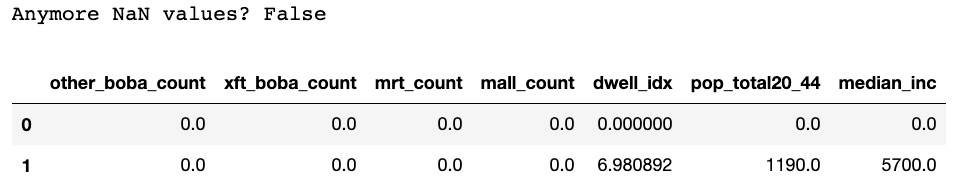 Anymore NaN values? False
other_boba_count xft_boba_count mrt_count mall_count dwell_idx pop_total20_44 median_inc
0 0.0 0.0 0.0 0.0 0.000000 0.0 0.0
1 0.0 0.0 0.0 0.0 6.980892 1190.0 5700.0